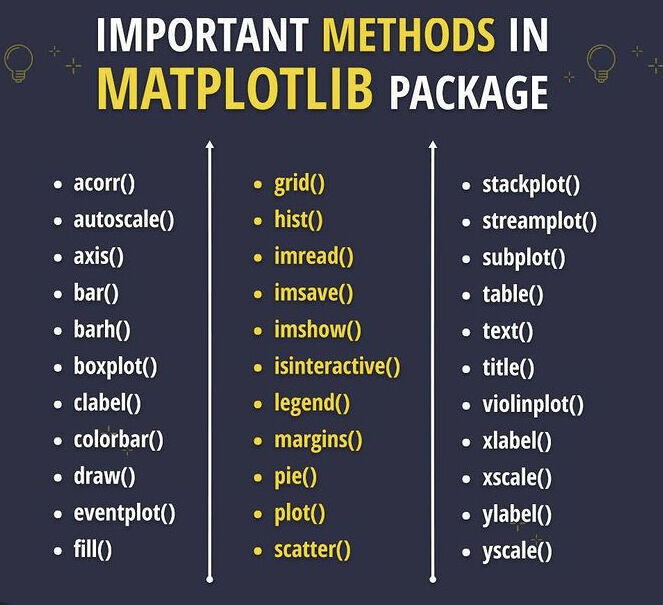 IMPORTANT METHODS IN
MATPLOTLIB PACKAGE
• acorr()
• autoscale()
• axis()
• bar()
• barh()
• boxplot()
• clabel()
• colorbar()
• draw()
• eventplot()
• fill()
• grid()
• hist()
• imread()
• imsave()
• imshow()
• isinteractive()
• legend()
• margins()
• pie()
• plot()
• scatter()
• stackplot()
• streamplot()
• subplot()
• table()
• text()
• title()
• violinplot()
• xlabel()
• xscale()
• ylabel()
• yscale()